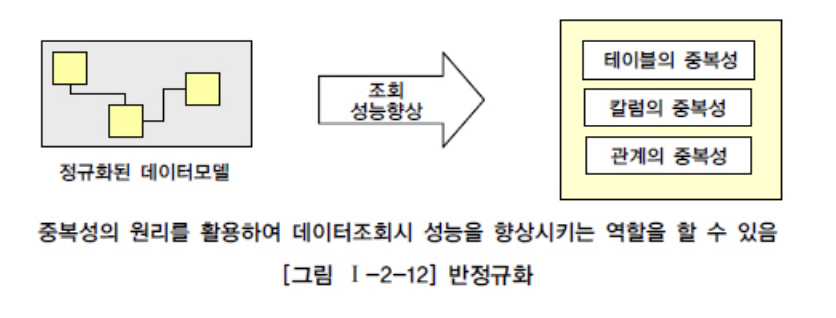 조회
성능향상
테이블의 중복성
칼럼의 중복성
관계의 중복성
정규화된 데이터모델
중복성의 원리를 활용하여 데이터조회시 성능을 향상시키는 역할을 할 수 있음
[그림 Ⅰ-2-12] 반정규화